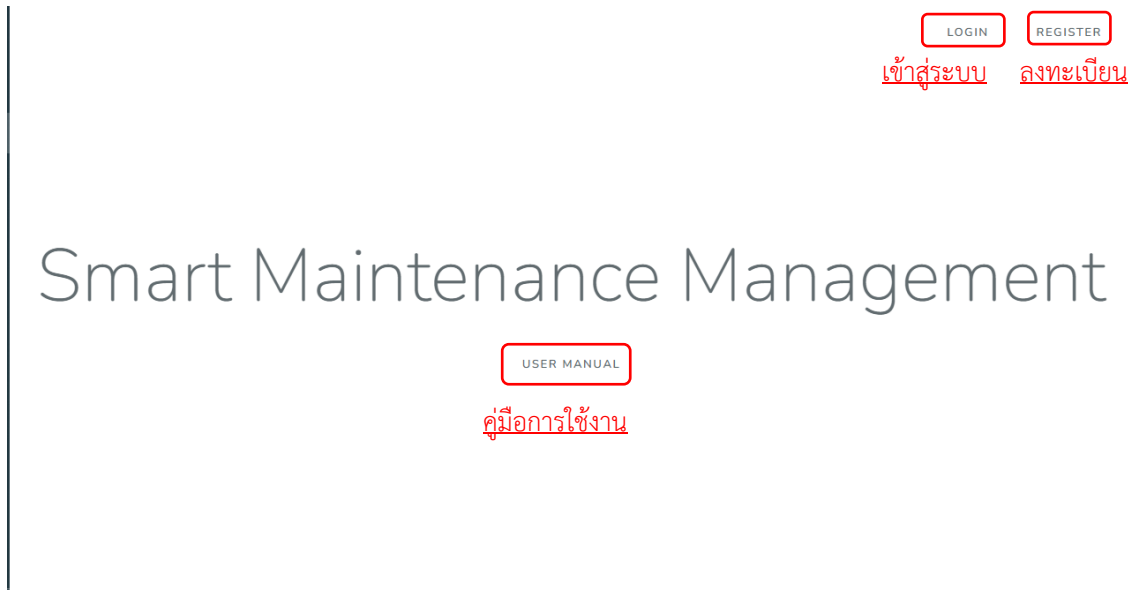 LOGIN REGISTER
เข้าสู่ระบบ ลงทะเบียน
Smart Maintenance Management
USER MANUAL
คู่มือการใช้งาน